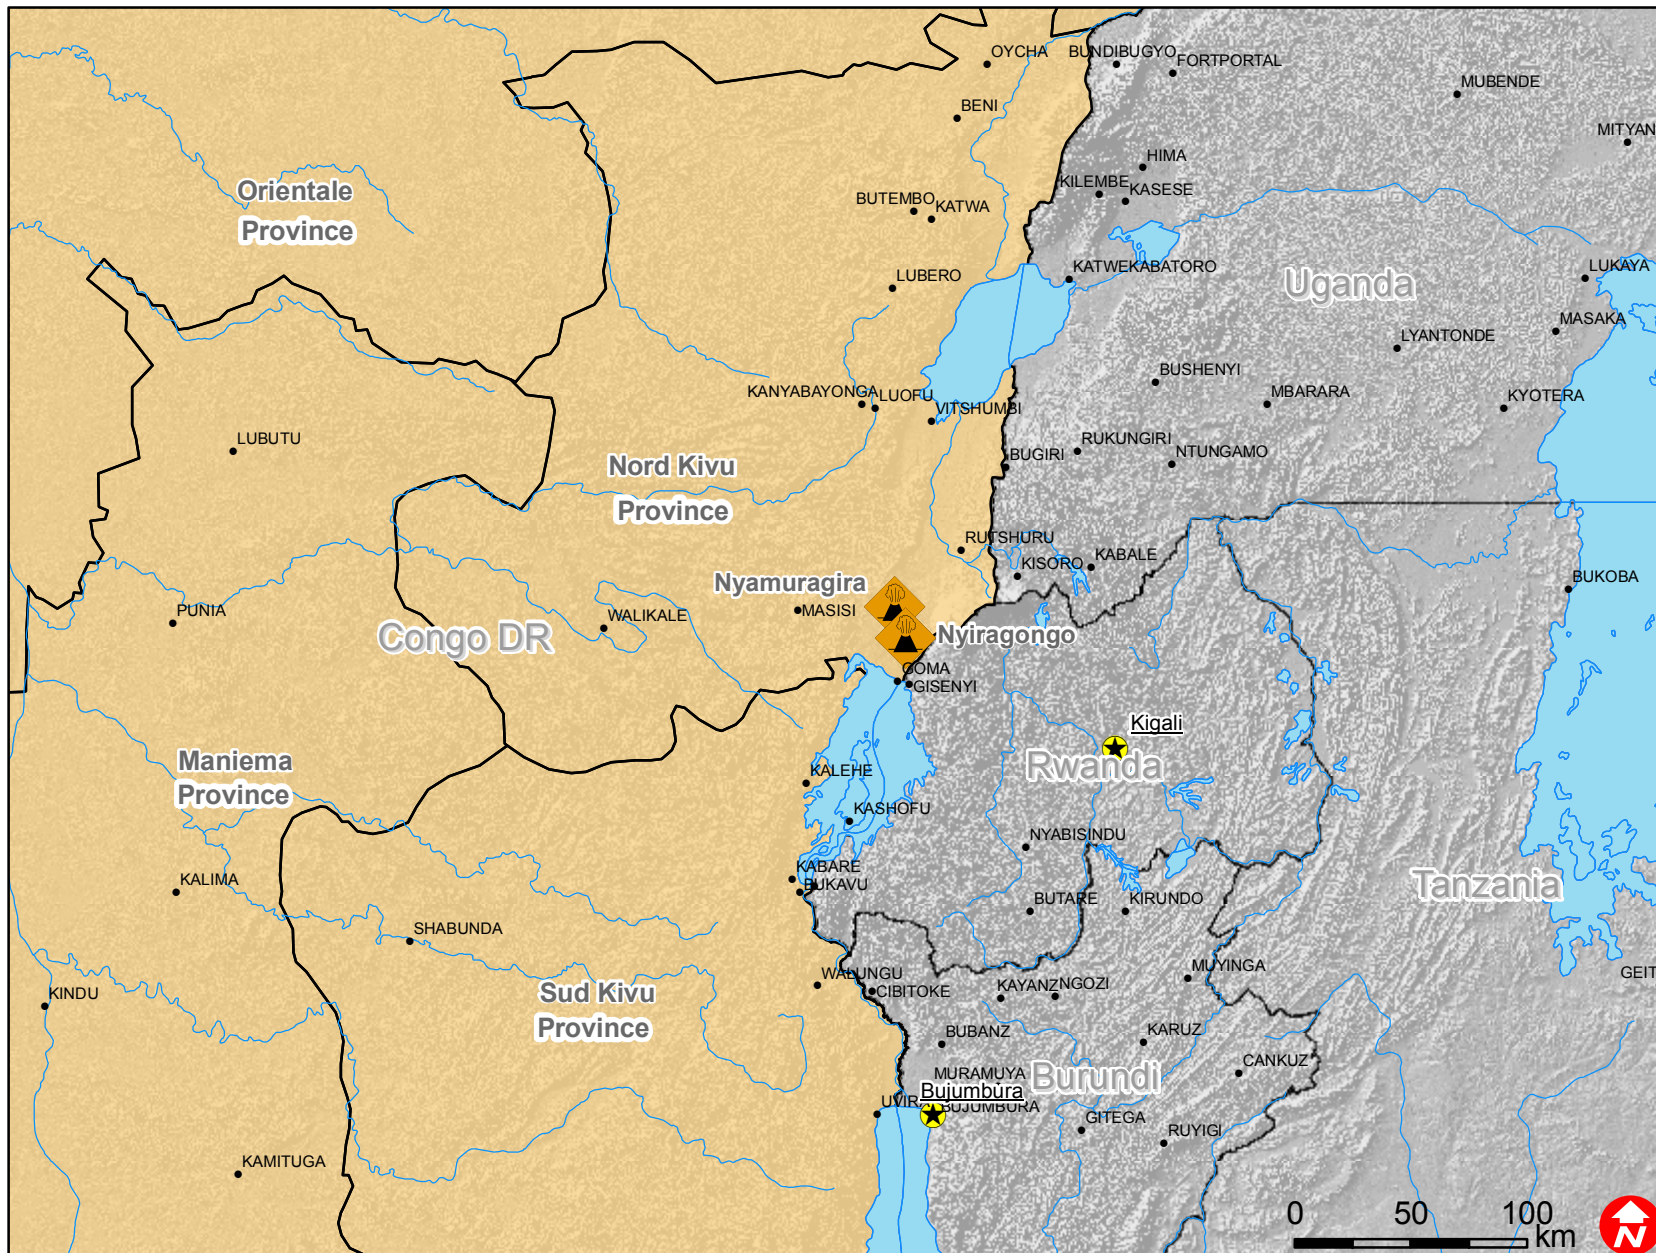 OYCHA
BUNDIBUGYO
FORTPORTAL
MUBENDE
BENI
MITYAN
HIMA
KILEMBE
KASESE
Orientale
Province
BUTEMBO
KATWA
KATWEKABATORO
LUKAYA
LUBERO
Uganda
MASAKA
LYANTONDE
BUSHENYI
MBARARA
KYOTERA
KANYABAYONGA
LUOFU
VITSHUMBI
LUBUTU
RUKUNGIRI
BUGIRI
NTUNGAMO
Nord Kivu
Province
RUTSHURU
KISORO
KABALE
BUKOBA
Nyamuragira
MASISI
PUNIA
WALIKALE
Congo DR
Nyiragongo
GOMA
GISENYI
Kigali
Rwanda
Maniema
Province
KALEHE
KASHOFU
NYABISINDU
KABARE
BUKAVU
KALIMA
BUTARE
KIRUNDO
Tanzania
SHABUNDA
WALUNGU
CIBITOKE
MUYINGA
GEIT
KINDU
Sud Kivu
Province
KAYANZ
NGOZI
BUBANZ
KARUZ
CANKUZ
MURAMUYA
Burundi
Bujumbura
UVIRA
BUJUMBURA
GITEGA
RUYIGI
KAMITUGA
0 50 100
km
N